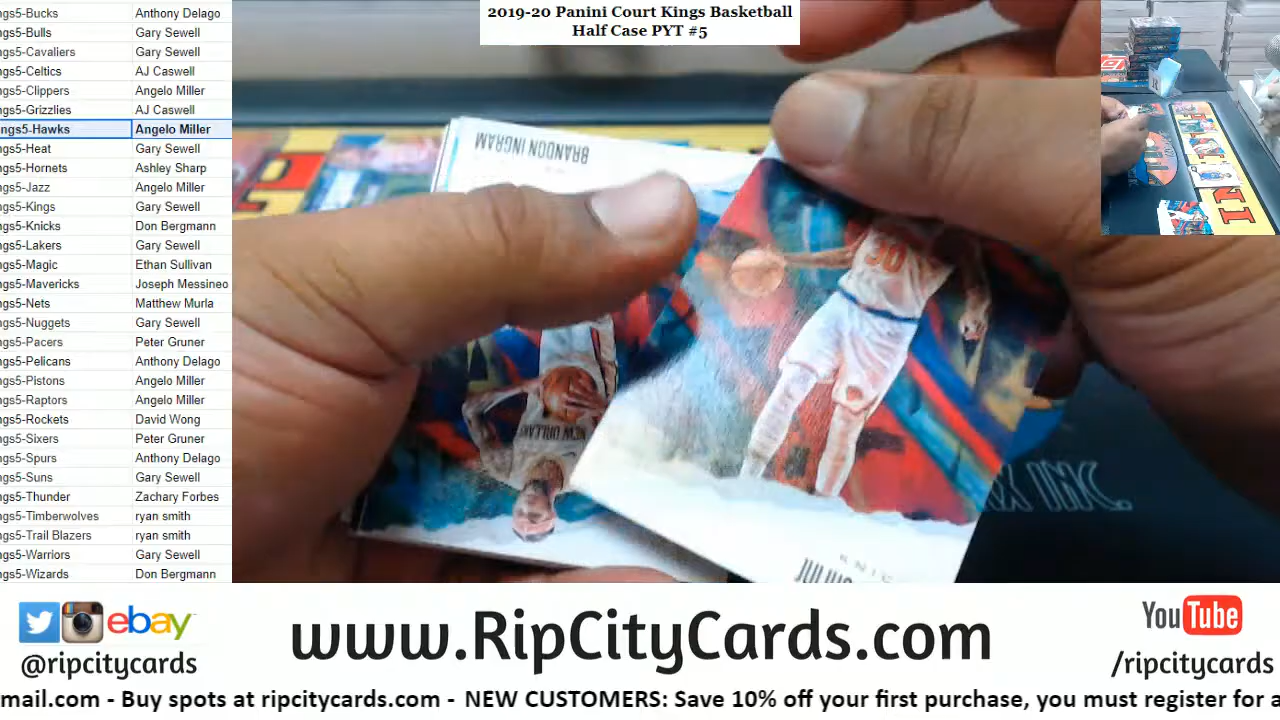 2019-20 Panini Court Kings Basketball
Half Case PYT #5
ngs5-Bucks Anthony Delago
ngs5-Bulls Gary Sewell
ngs5-Cavaliers Gary Sewell
ngs5-Celtics AJ Caswell
ngs5-Clippers Angelo Miller
ngs5-Grizzlies AJ Caswell
ngs5-Hawks Angelo Miller
ngs5-Heat Gary Sewell
ngs5-Hornets Ashley Sharp
ngs5-Jazz Angelo Miller
ngs5-Kings Gary Sewell
ngs5-Knicks Don Bergmann
ngs5-Lakers Gary Sewell
ngs5-Magic Ethan Sullivan
ngs5-Mavericks Joseph Messineo
ngs5-Nets Matthew Murla
ngs5-Nuggets Gary Sewell
ngs5-Pacers Peter Gruner
ngs5-Pelicans Anthony Delago
ngs5-Pistons Angelo Miller
ngs5-Raptors Angelo Miller
ngs5-Rockets David Wong
ngs5-Sixers Peter Gruner
ngs5-Spurs Anthony Delago
ngs5-Suns Gary Sewell
ngs5-Thunder Zachary Forbes
ngs5-Timberwolves ryan smith
ngs5-Trail Blazers ryan smith
ngs5-Warriors Gary Sewell
ngs5-Wizards Don Bergmann
BRANDON INGRAM
30
NEW ORLEANS
ebay
@ripcitycards
www.RipCityCards.com
YouTube
/ripcitycards
mail.com - Buy spots at ripcitycards.com - NEW CUSTOMERS: Save 10% off your first purchase, you must register for a